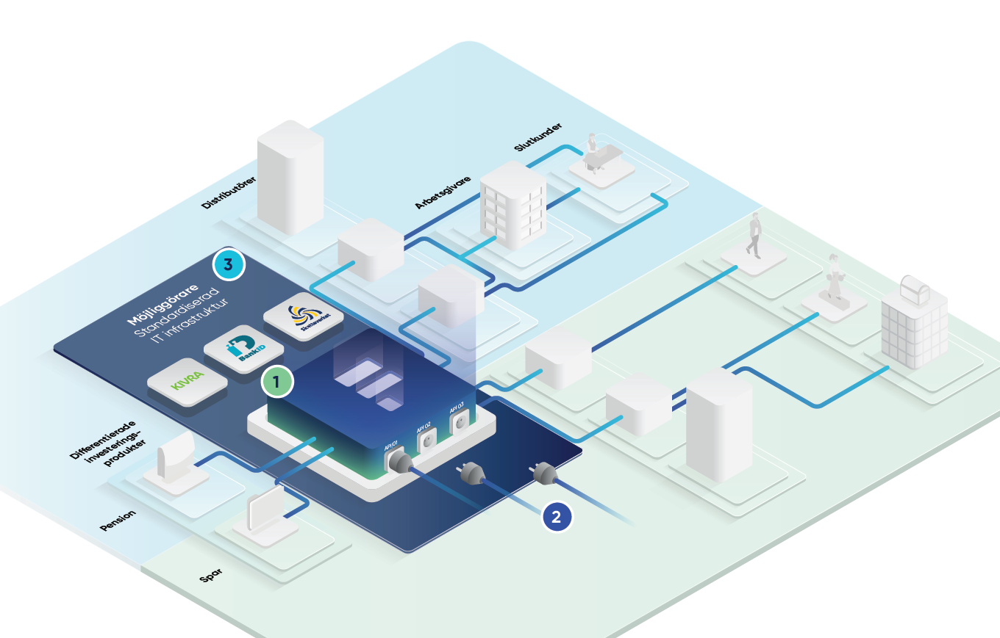 Slutkunder
Arbetsgivare
Distributörer
3
Möjliggörare
Standardiserad
IT infrastruktur
Skatteverket
BankID
KIVRA
1
API 03
API 02
API 01
Differentierade
investerings-
produkter
2
Pension
Spar